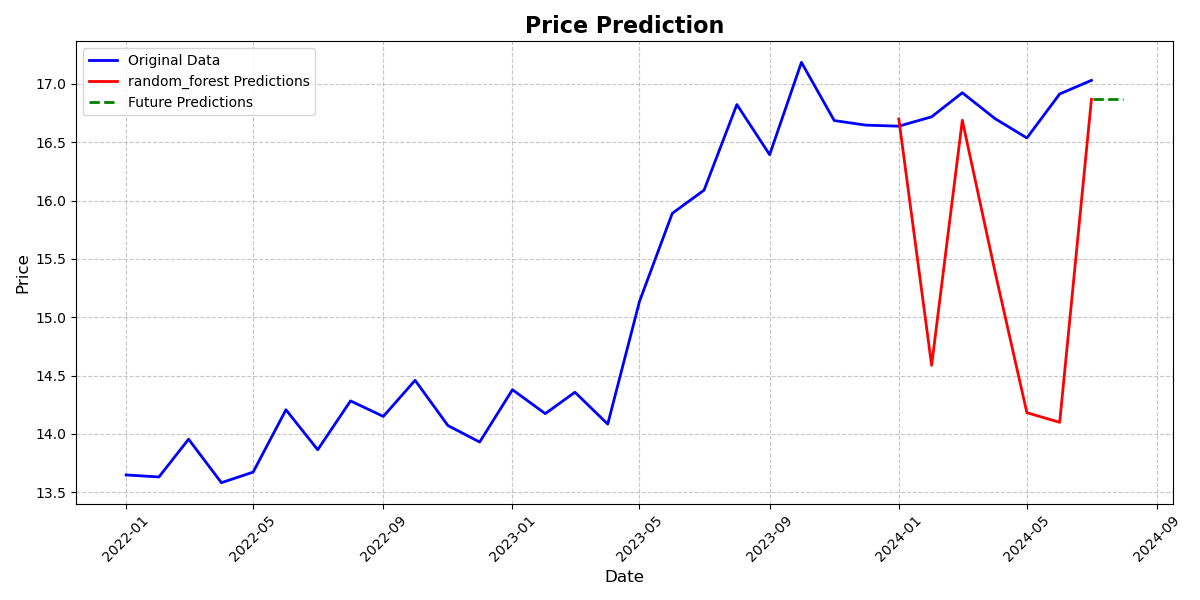 Price Prediction
Original Data
random_forest Predictions
Future Predictions
Price
17.0
16.5
16.0
15.5
15.0
14.5
14.0
13.5
2022-01
2022-05
2022-09
2023-01
2023-05
2023-09
2024-01
2024-05
2024-09
Date